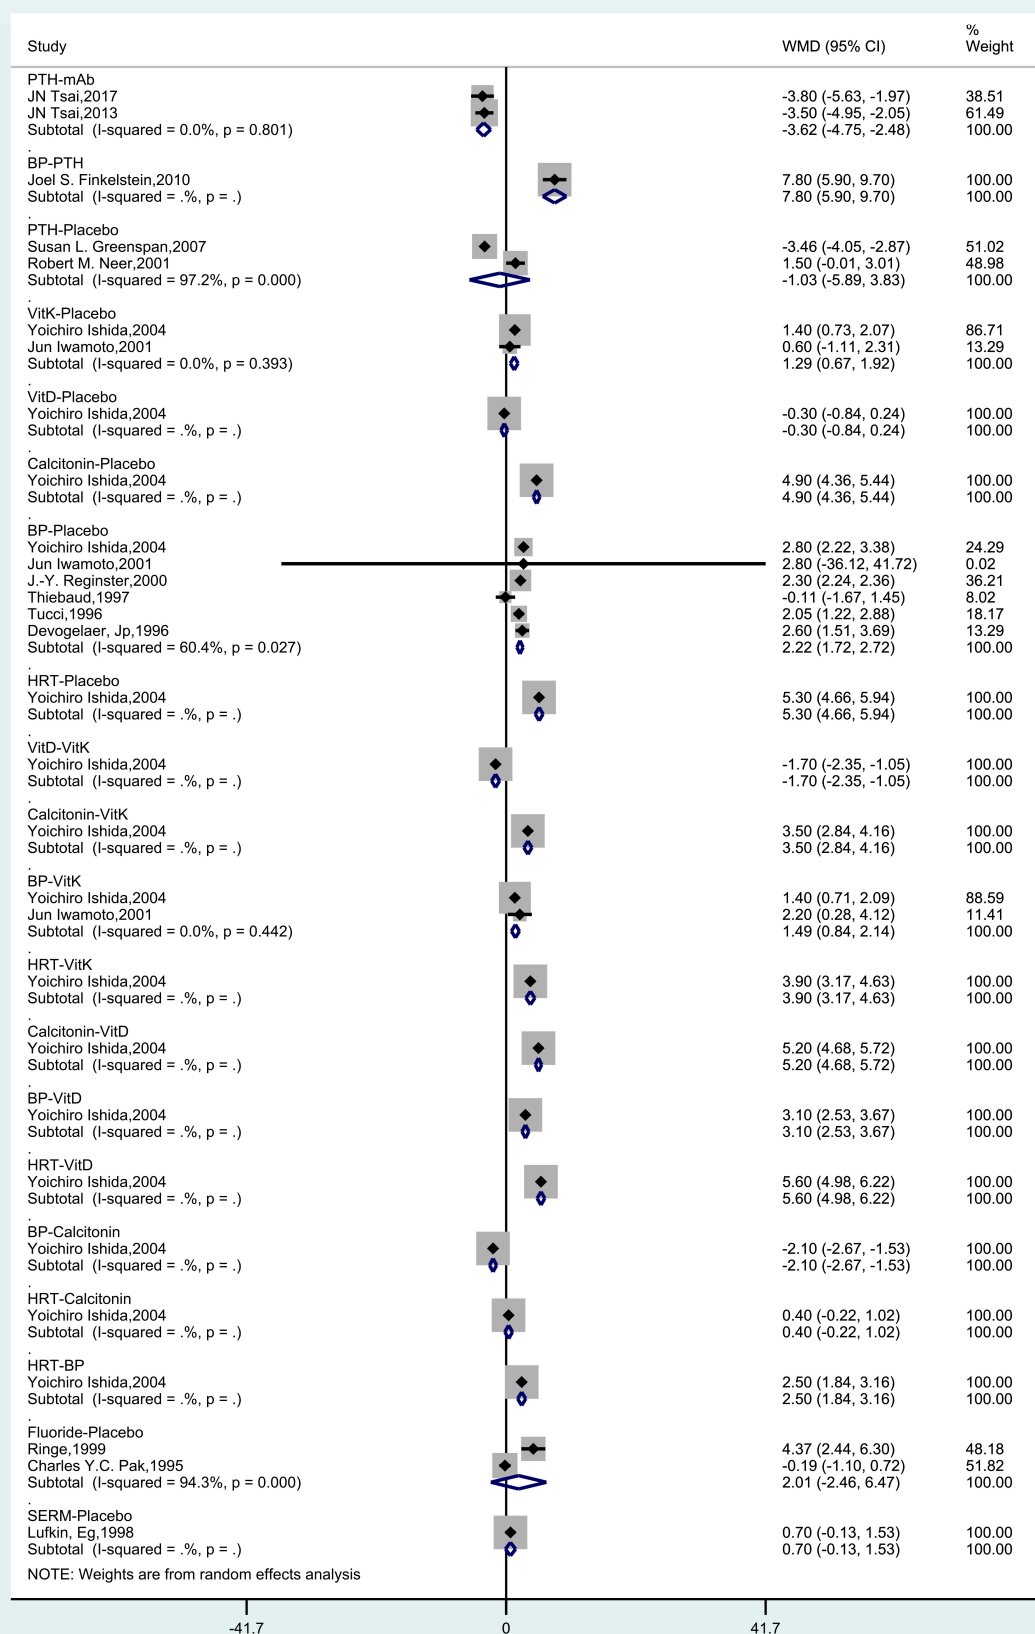 %
Study WMD (95% CI) Weight
PTH-mAb
JN Tsai,2017 -3.80 (-5.63, -1.97) 38.51
JN Tsai,2013 -3.50 (-4.95, -2.05) 61.49
Subtotal (I-squared = 0.0%, p = 0.801) -3.62 (-4.75, -2.48) 100.00
.
BP-PTH
Joel S. Finkelstein,2010 7.80 (5.90, 9.70) 100.00
Subtotal (I-squared = .%, p = .) 7.80 (5.90, 9.70) 100.00
.
PTH-Placebo
Susan L. Greenspan,2007 -3.46 (-4.05, -2.87) 51.02
Robert M. Neer,2001 1.50 (-0.01, 3.01) 48.98
Subtotal (I-squared = 97.2%, p = 0.000) -1.03 (-5.89, 3.83) 100.00
.
VitK-Placebo
Yoichiro Ishida,2004 1.40 (0.73, 2.07) 86.71
Jun Iwamoto,2001 0.60 (-1.11, 2.31) 13.29
Subtotal (I-squared = 0.0%, p = 0.393) 1.29 (0.67, 1.92) 100.00
.
VitD-Placebo
Yoichiro Ishida,2004 -0.30 (-0.84, 0.24) 100.00
Subtotal (I-squared = .%, p = .) -0.30 (-0.84, 0.24) 100.00
.
Calcitonin-Placebo
Yoichiro Ishida,2004 4.90 (4.36, 5.44) 100.00
Subtotal (I-squared = .%, p = .) 4.90 (4.36, 5.44) 100.00
.
BP-Placebo
Yoichiro Ishida,2004 2.80 (2.22, 3.38) 24.29
Jun Iwamoto,2001 2.80 (-36.12, 41.72) 0.02
J.-Y. Reginster,2000 2.30 (2.24, 2.36) 36.21
Thiebaud,1997 -0.11 (-1.67, 1.45) 8.02
Tucci,1996 2.05 (1.22, 2.88) 18.17
Devogelaer, Jp,1996 2.60 (1.51, 3.69) 13.29
Subtotal (I-squared = 60.4%, p = 0.027) 2.22 (1.72, 2.72) 100.00
.
HRT-Placebo
Yoichiro Ishida,2004 5.30 (4.66, 5.94) 100.00
Subtotal (I-squared = .%, p = .) 5.30 (4.66, 5.94) 100.00
.
VitD-VitK
Yoichiro Ishida,2004 -1.70 (-2.35, -1.05) 100.00
Subtotal (I-squared = .%, p = .) -1.70 (-2.35, -1.05) 100.00
.
Calcitonin-VitK
Yoichiro Ishida,2004 3.50 (2.84, 4.16) 100.00
Subtotal (I-squared = .%, p = .) 3.50 (2.84, 4.16) 100.00
.
BP-VitK
Yoichiro Ishida,2004 1.40 (0.71, 2.09) 88.59
Jun Iwamoto,2001 2.20 (0.28, 4.12) 11.41
Subtotal (I-squared = 0.0%, p = 0.442) 1.49 (0.84, 2.14) 100.00
.
HRT-VitK
Yoichiro Ishida,2004 3.90 (3.17, 4.63) 100.00
Subtotal (I-squared = .%, p = .) 3.90 (3.17, 4.63) 100.00
.
Calcitonin-VitD
Yoichiro Ishida,2004 5.20 (4.68, 5.72) 100.00
Subtotal (I-squared = .%, p = .) 5.20 (4.68, 5.72) 100.00
.
BP-VitD
Yoichiro Ishida,2004 3.10 (2.53, 3.67) 100.00
Subtotal (I-squared = .%, p = .) 3.10 (2.53, 3.67) 100.00
.
HRT-VitD
Yoichiro Ishida,2004 5.60 (4.98, 6.22) 100.00
Subtotal (I-squared = .%, p = .) 5.60 (4.98, 6.22) 100.00
.
BP-Calcitonin
Yoichiro Ishida,2004 -2.10 (-2.67, -1.53) 100.00
Subtotal (I-squared = .%, p = .) -2.10 (-2.67, -1.53) 100.00
.
HRT-Calcitonin
Yoichiro Ishida,2004 0.40 (-0.22, 1.02) 100.00
Subtotal (I-squared = .%, p = .) 0.40 (-0.22, 1.02) 100.00
.
HRT-BP
Yoichiro Ishida,2004 2.50 (1.84, 3.16) 100.00
Subtotal (I-squared = .%, p = .) 2.50 (1.84, 3.16) 100.00
.
Fluoride-Placebo
Ringe,1999 4.37 (2.44, 6.30) 48.18
Charles Y.C. Pak,1995 -0.19 (-1.10, 0.72) 51.82
Subtotal (I-squared = 94.3%, p = 0.000) 2.01 (-2.46, 6.47) 100.00
.
SERM-Placebo
Lufkin, Eg,1998 0.70 (-0.13, 1.53) 100.00
Subtotal (I-squared = .%, p = .) 0.70 (-0.13, 1.53) 100.00
NOTE: Weights are from random effects analysis
-41.7 0 41.7